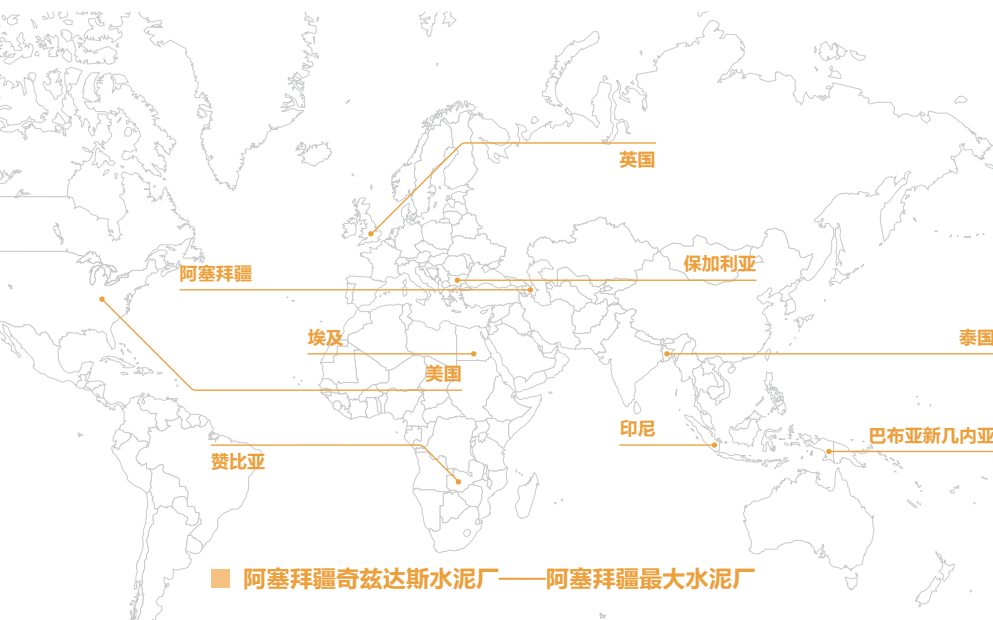 英国
保加利亚
阿塞拜疆
埃及
泰国
美国
印尼
巴布亚新几内亚
赞比亚
阿塞拜疆奇兹达斯水泥厂——阿塞拜疆最大水泥厂